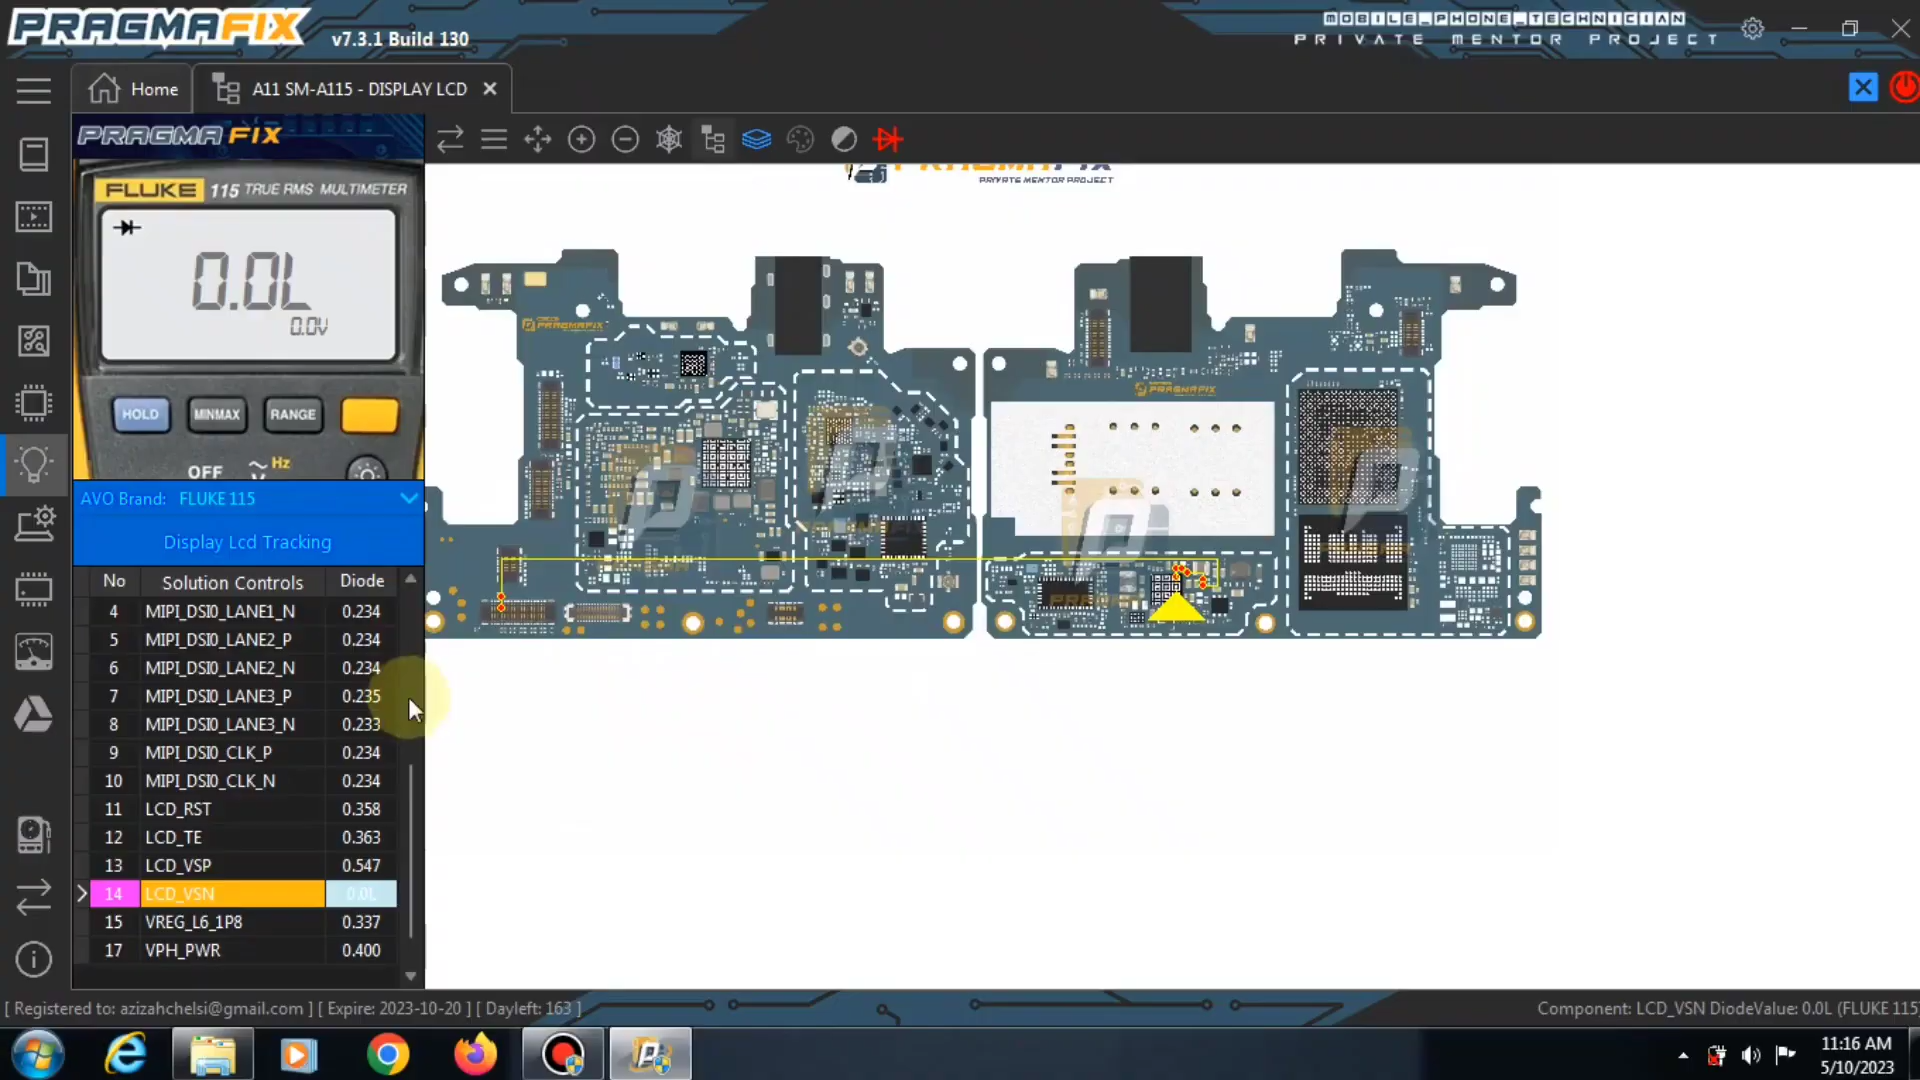 PRAGMAFIX
v7.3.1 Build 130
MOBILE_PHONE_TECHNICIAN
PRIVATE MENTOR PROJECT
Home
A11 SM-A115 - DISPLAY LCD
PRAGMA FIX
FLUKE 115 TRUE RMS MULTIMETER
0.0L
0.0V
HOLD
MINMAX
RANGE
OFF
Hz
AVO Brand: FLUKE 115
Display Lcd Tracking
No Solution Controls Diode
4 MIPI_DSI0_LANE1_N 0.234
5 MIPI_DSI0_LANE2_P 0.234
6 MIPI_DSI0_LANE2_N 0.234
7 MIPI_DSI0_LANE3_P 0.235
8 MIPI_DSI0_LANE3_N 0.233
9 MIPI_DSI0_CLK_P 0.234
10 MIPI_DSI0_CLK_N 0.234
11 LCD_RST 0.358
12 LCD_TE 0.363
13 LCD_VSP 0.547
14 LCD_VSN 0.0L
15 VREG_L6_1P8 0.337
17 VPH_PWR 0.400
PRIVATE MENTOR PROJECT
PRAGMAFIX
PRAGMAFIX
[ Registered to: azizahchelsi@gmail.com ] [ Expire: 2023-10-20 ] [ Dayleft: 163 ]
Component: LCD_VSN DiodeValue: 0.0L (FLUKE 115)
11:16 AM
5/10/2023